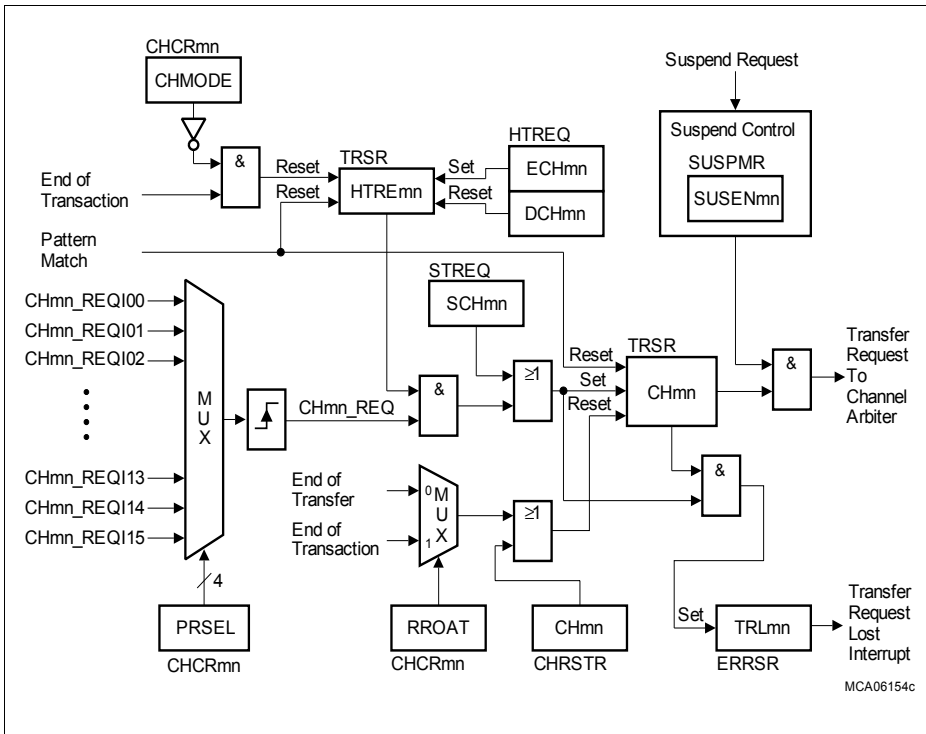 CHCRmn
CHMODE
Suspend Request
Suspend Control
SUSPMR
SUSENmn
HTREQ
ECHmn
DCHmn
Set
Reset
TRSR
HTREmn
Reset
Reset
&
End of
Transaction
Pattern
Match
STREQ
SCHmn
CHmn_REQI00
CHmn_REQI01
CHmn_REQI02
CHmn_REQI13
CHmn_REQI14
CHmn_REQI15
M
U
X
4
PRSEL
CHCRmn
CHmn_REQ
&
≥1
Reset
Set
Reset
TRSR
CHmn
&
Transfer
Request
To
Channel
Arbiter
End of
Transfer
End of
Transaction
0
1
M
U
X
RROAT
CHCRmn
≥1
CHmn
CHRSTR
&
Set
TRLmn
ERRSR
Transfer
Request
Lost
Interrupt
MCA06154c